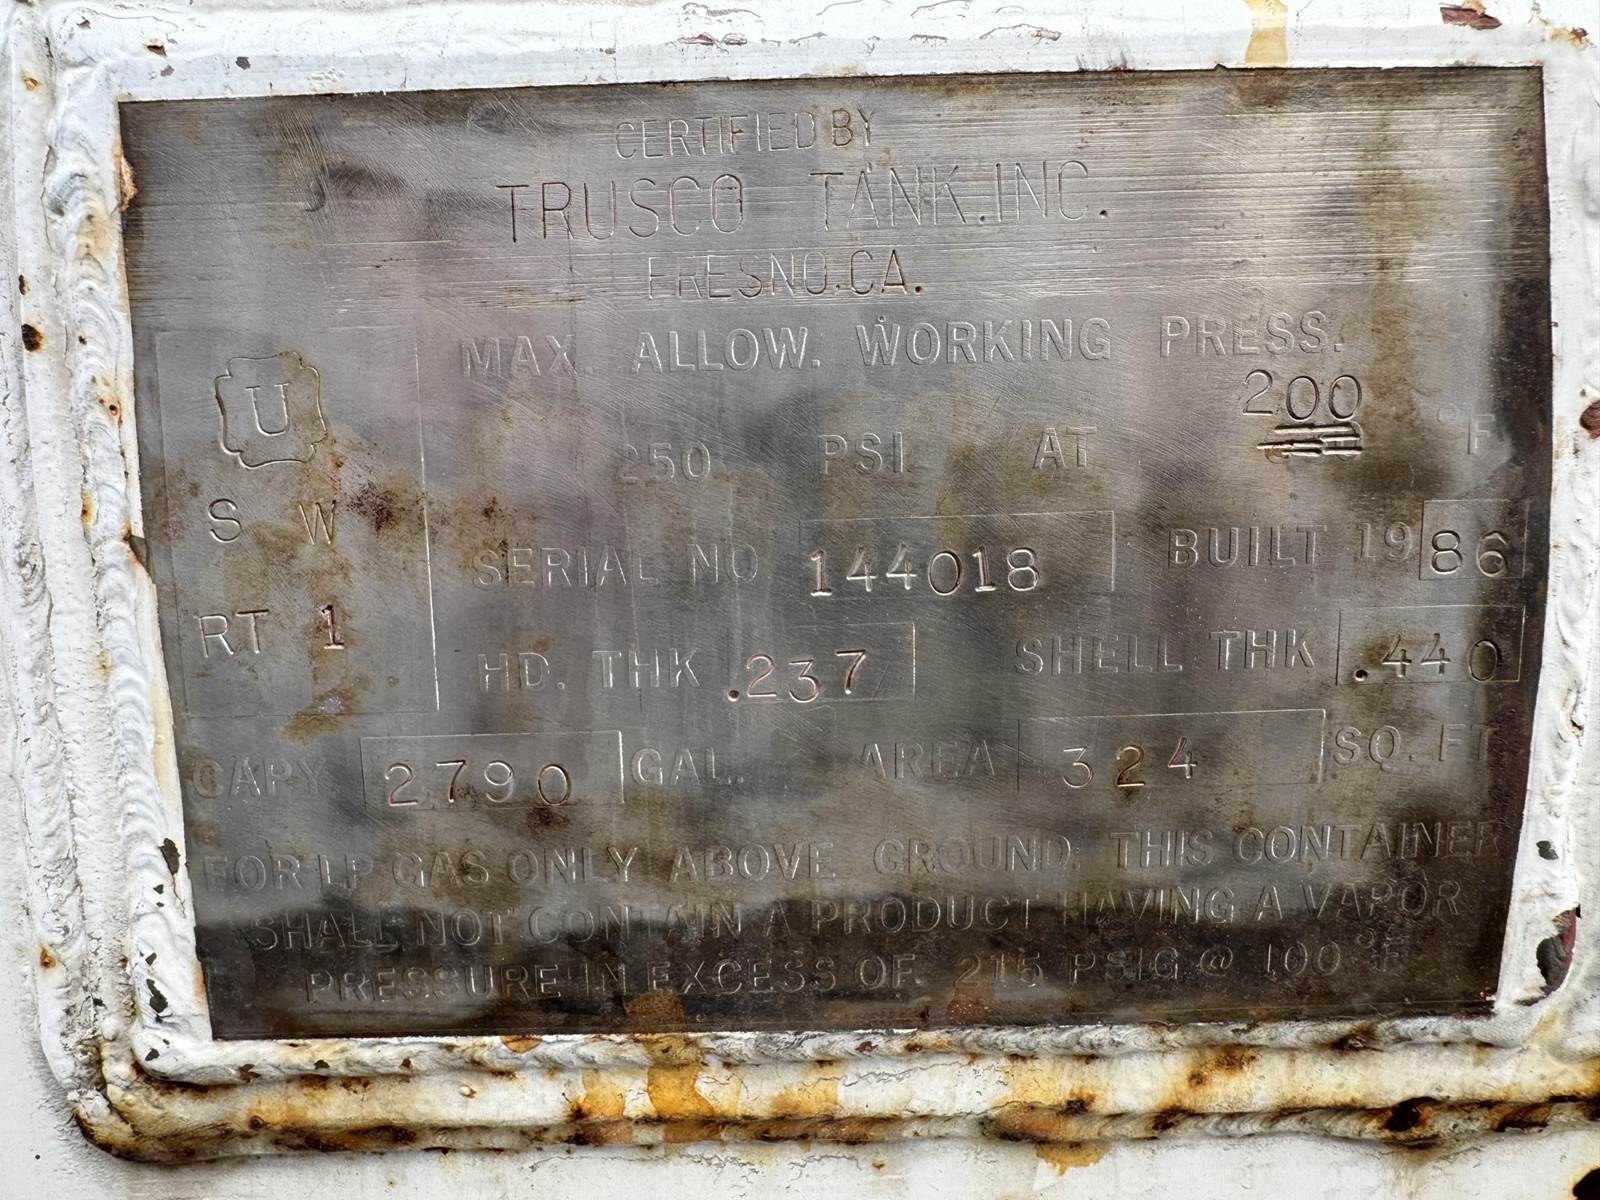 CERTIFIED BY
TRUSCO TANK. INC.
FRESNO. CA.
MAX. ALLOW. WORKING PRESS.
U
250 PSI. AT 200 °F
S W
SERIAL NO 144018 BUILT 1986
RT 1
HD. THK .237 SHELL THK .440
CAPY 2790 GAL. AREA 324 SQ. FT
FOR LP GAS ONLY ABOVE GROUND. THIS CONTAINER
SHALL NOT CONTAIN A PRODUCT HAVING A VAPOR
PRESSURE IN EXCESS OF. 215 PSIG @ 100 °F